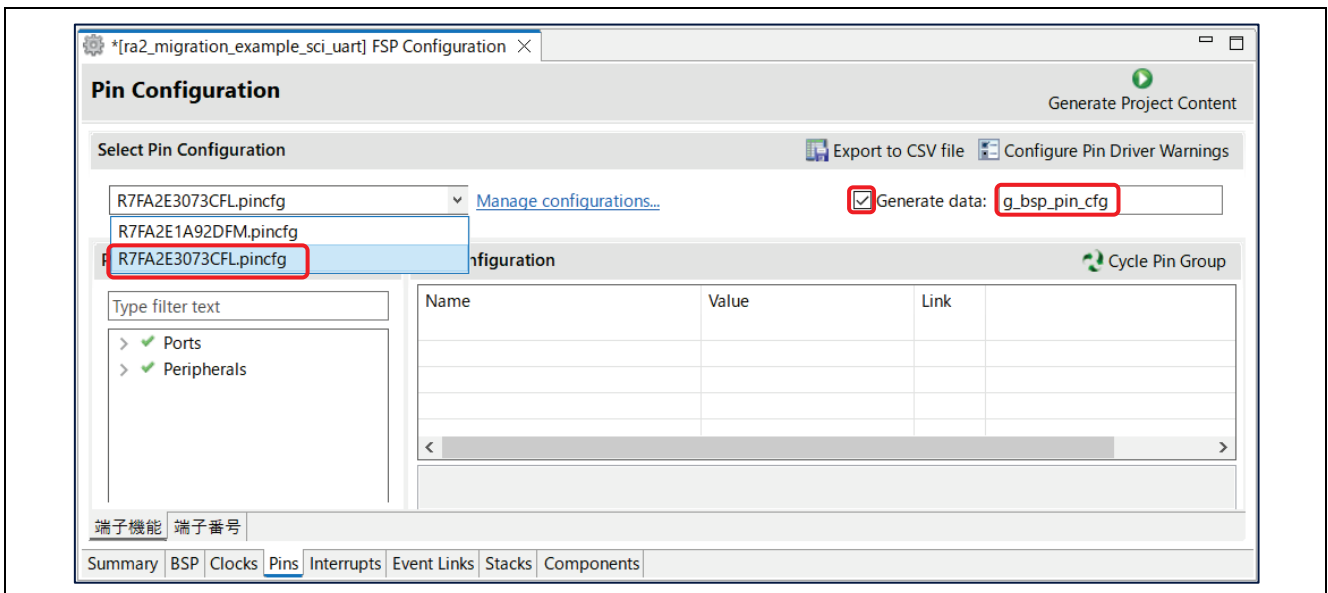 *[ra2_migration_example_sci_uart] FSP Configuration
Pin Configuration
Generate Project Content
Select Pin Configuration
Export to CSV file
Configure Pin Driver Warnings
R7FA2E3073CFL.pincfg
Manage configurations...
Generate data:
g_bsp_pin_cfg
R7FA2E1A92DFM.pincfg
R7FA2E3073CFL.pincfg
nfiguration
Cycle Pin Group
Type filter text
Name Value Link
Ports
Peripherals
端子機能 端子番号
Summary BSP Clocks Pins Interrupts Event Links Stacks Components